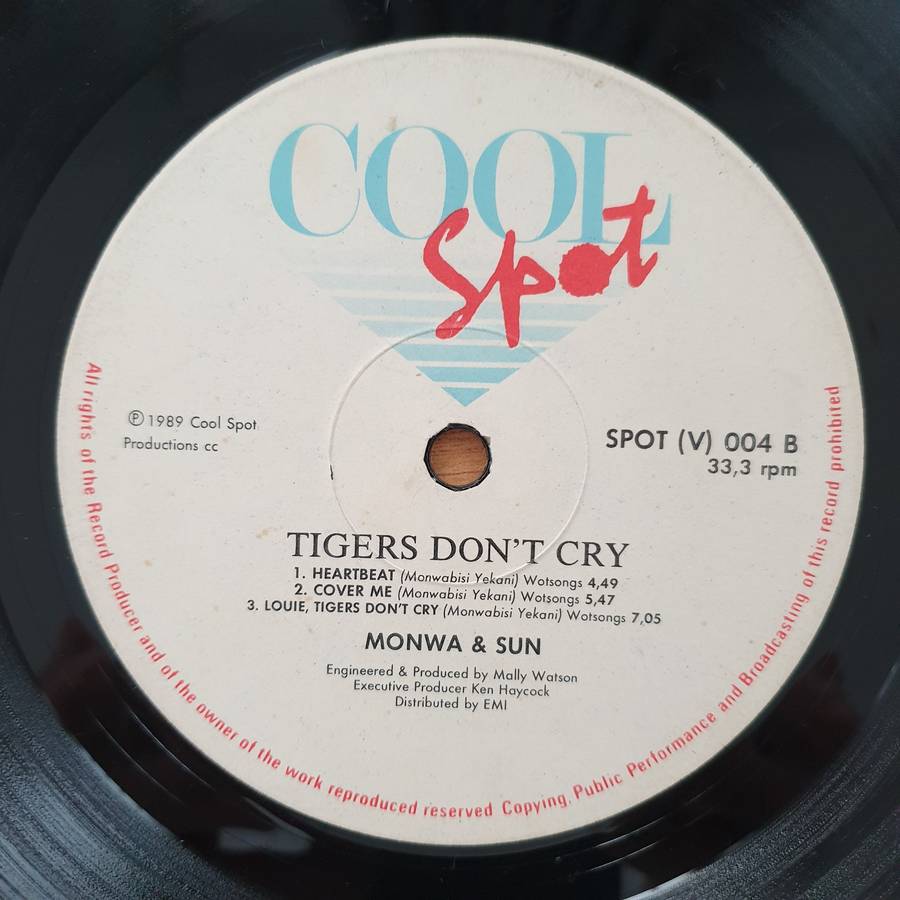 COOL
Spot
℗ 1989 Cool Spot
Productions cc
SPOT (V) 004 B
33,3 rpm
TIGERS DON'T CRY
1. HEARTBEAT (Monwabisi Yekani) Wotsongs 4,49
2. COVER ME (Monwabisi Yekani) Wotsongs 5,47
3. LOUIE, TIGERS DON'T CRY (Monwabisi Yekani) Wotsongs 7,05
MONWA & SUN
Engineered & Produced by Mally Watson
Executive Producer Ken Haycock
Distributed by EMI
All rights of the Record Producer and of the owner of the work reproduced reserved Copying, Public Performance and Broadcasting of this record prohibited